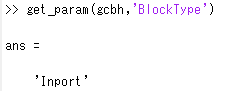 >> get_param(gcbh,'BlockType')
ans =
'Inport'